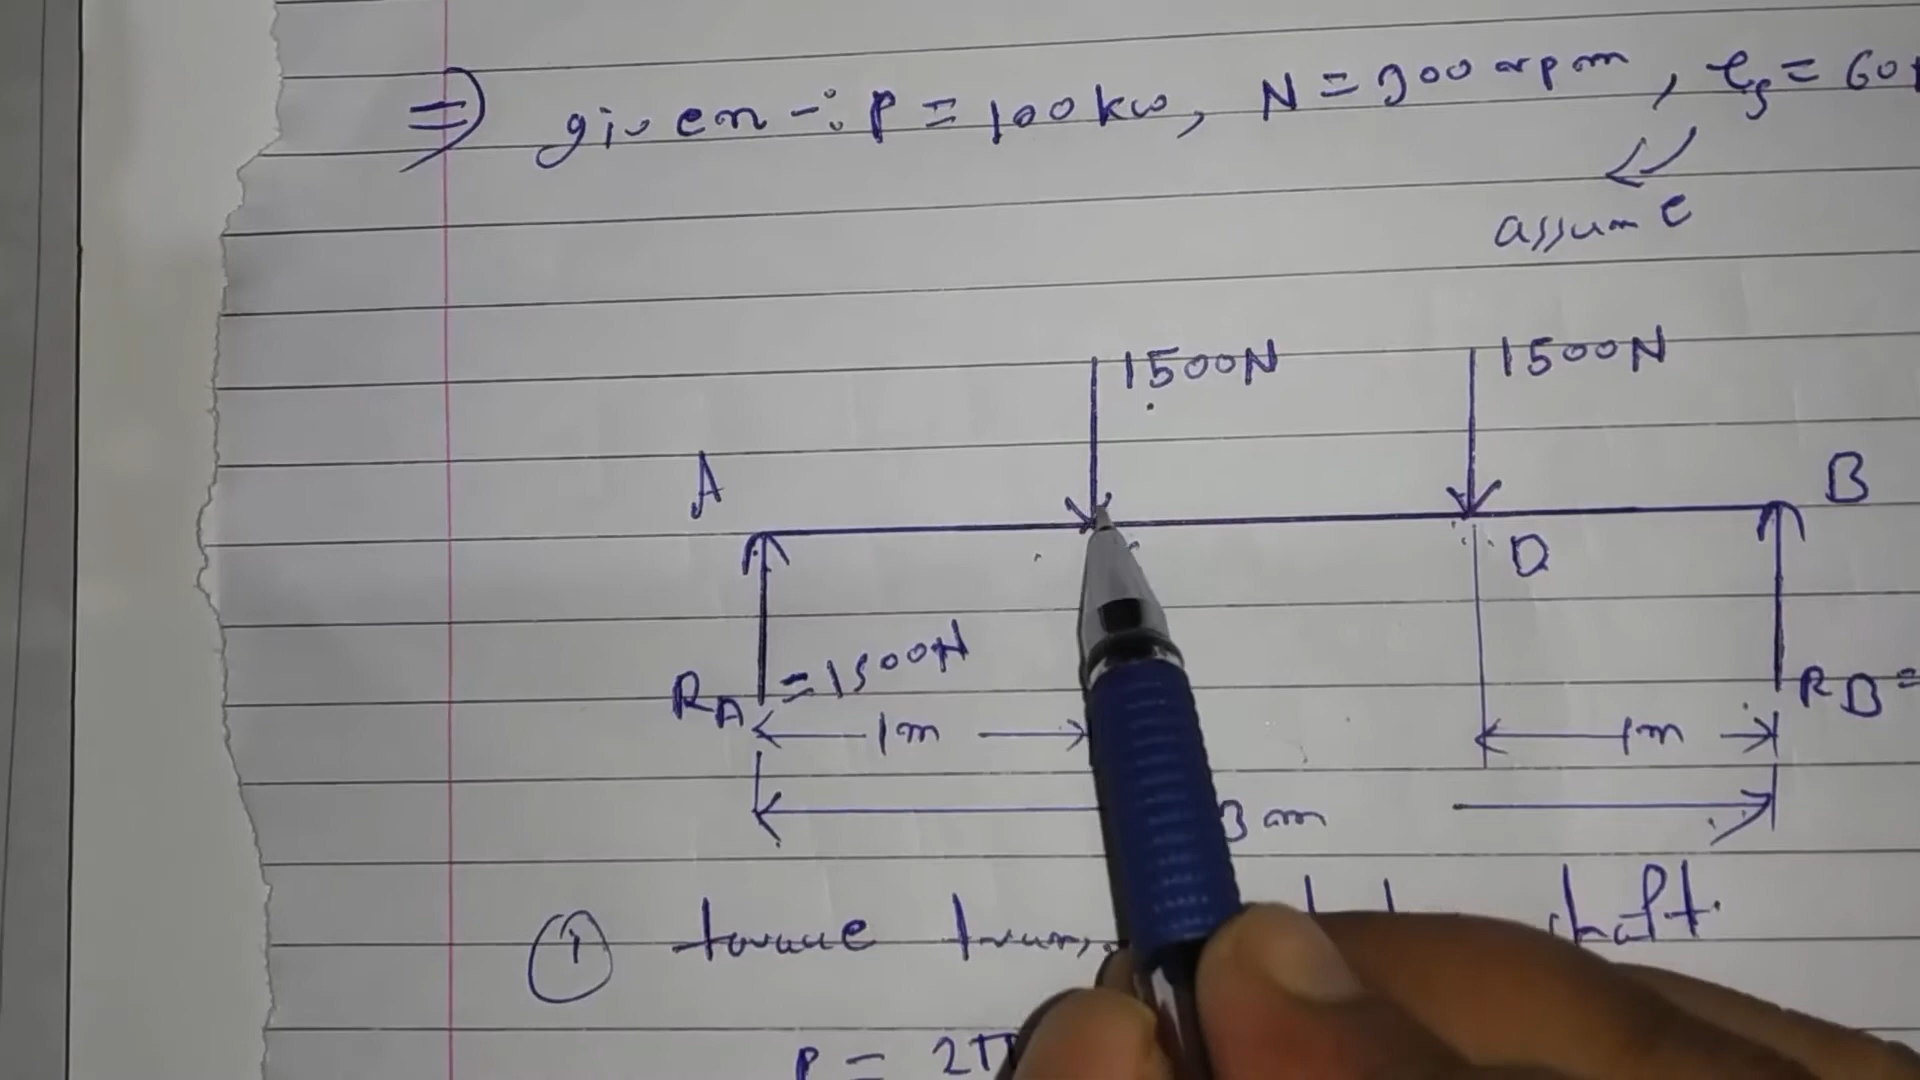 ⇒ given -: P = 100 kw, N = 300 rpm, τs = 60
assume
1500N 1500N
A B
D
RA = 1500N RB =
1m 1m
3m
① torque shaft.
P = 2π